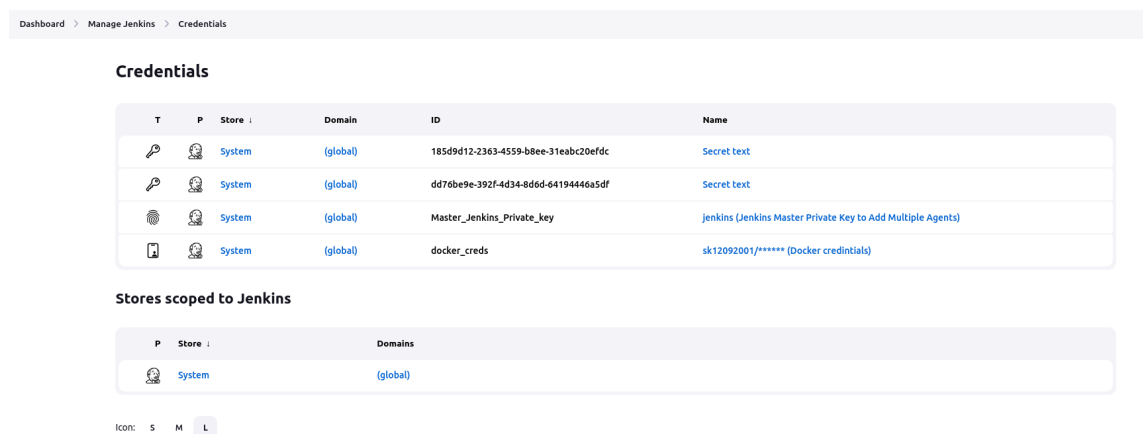 Dashboard > Manage Jenkins > Credentials
Credentials
T P Store ↓ Domain ID Name
System (global) 185d9d12-2363-4559-b8ee-31eabc20efdc Secret text
System (global) dd76be9e-392f-4d34-8d6d-64194446a5df Secret text
System (global) Master_Jenkins_Private_key jenkins (Jenkins Master Private Key to Add Multiple Agents)
System (global) docker_creds sk12092001/****** (Docker credintials)
Stores scoped to Jenkins
P Store ↓ Domains
System (global)
Icon: S M L